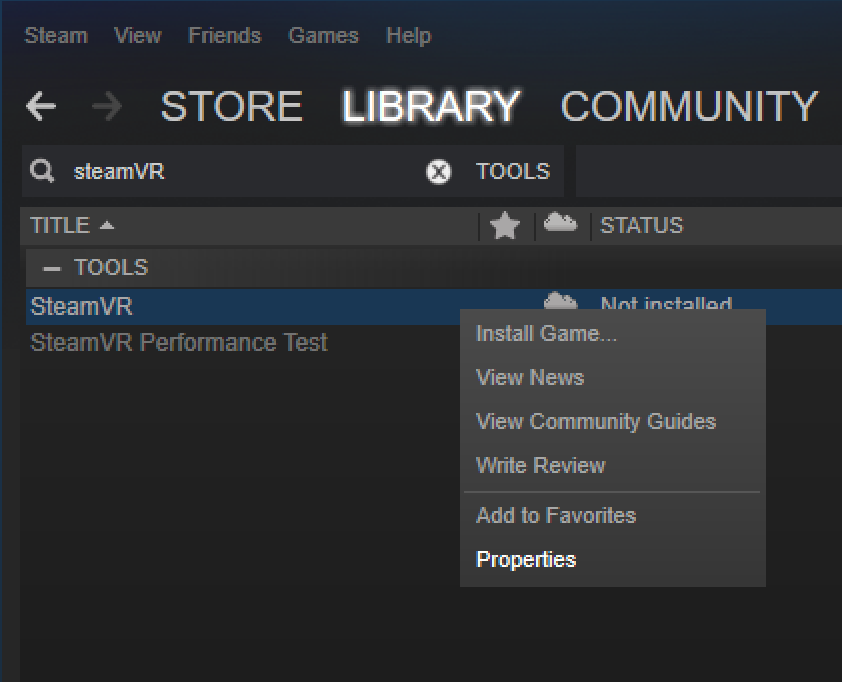 Steam View Friends Games Help
STORE LIBRARY COMMUNITY
steamVR TOOLS
TITLE STATUS
TOOLS
SteamVR Not installed
SteamVR Performance Test
Install Game...
View News
View Community Guides
Write Review
Add to Favorites
Properties